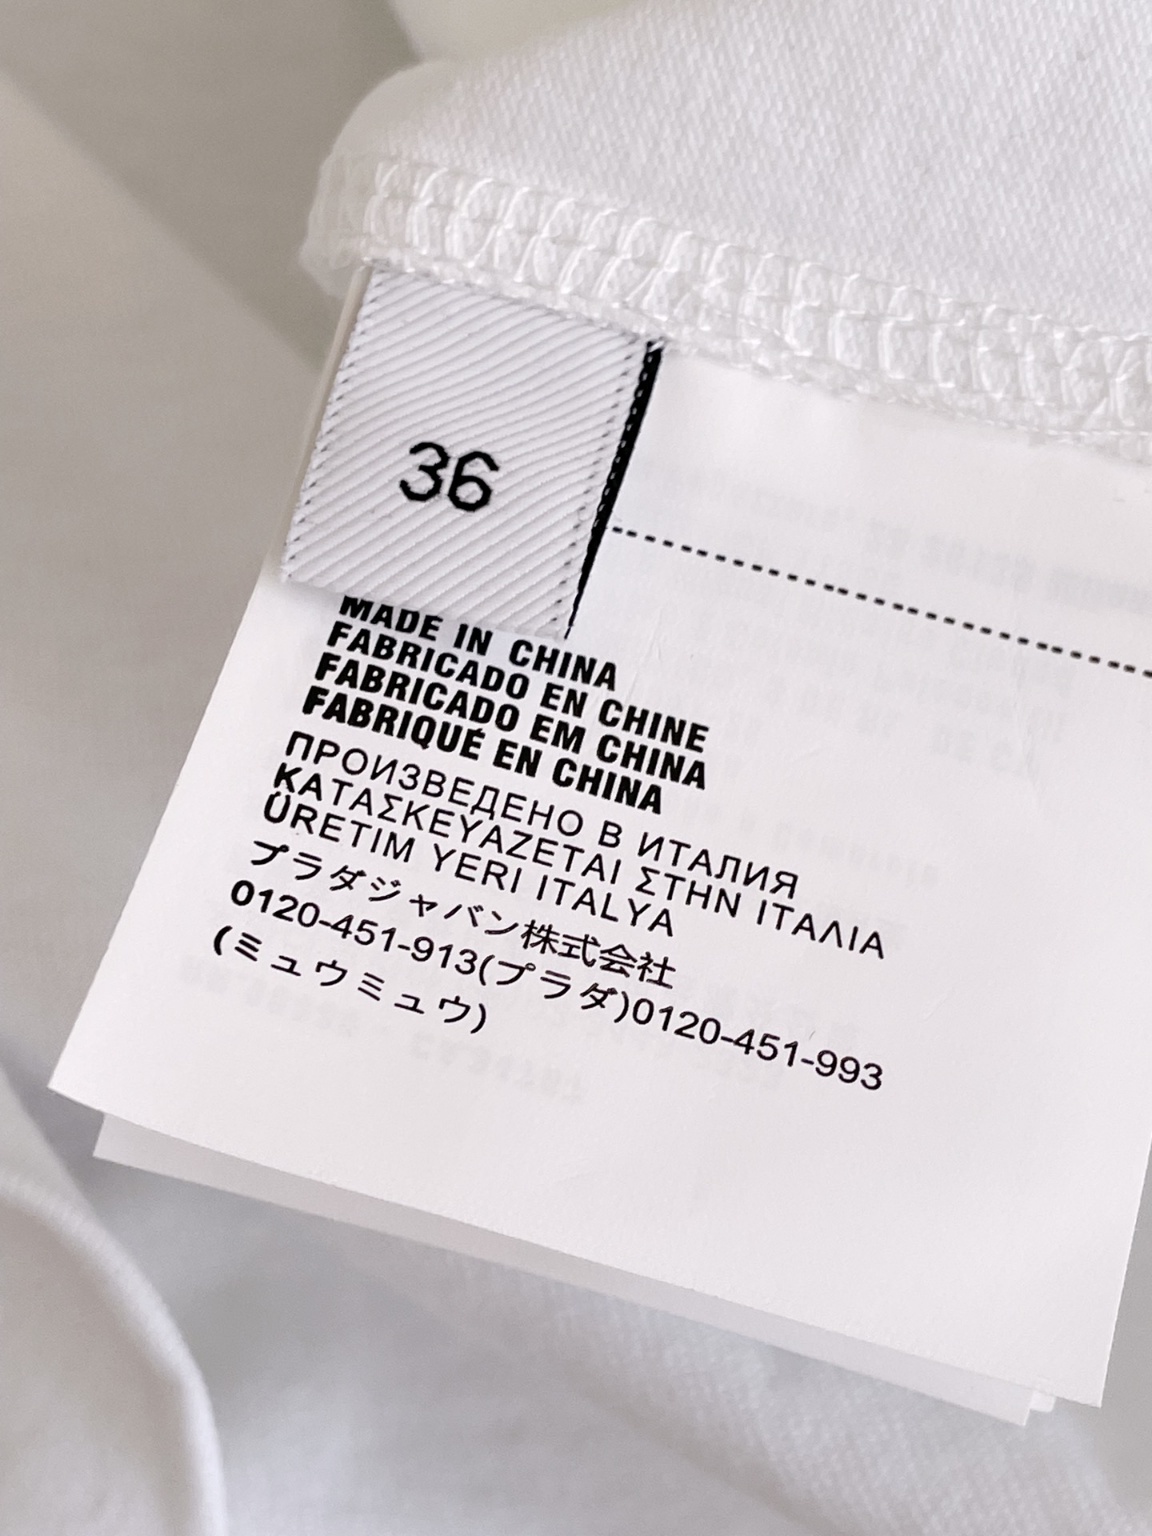 36
MADE IN CHINA
FABRICADO EN CHINE
FABRICADO EM CHINA
FABRIQUÉ EN CHINA
ПРОИЗВЕДЕНО В ИТАЛИЯ
ΚΑΤΑΣΚΕΥΑΖΕΤΑΙ ΣΤΗΝ ΙΤΑΛΙΑ
ÜRETIM YERI ITALYA
プラダジャバン株式会社
0120-451-913(プラダ)0120-451-993
(ミュウミュウ)